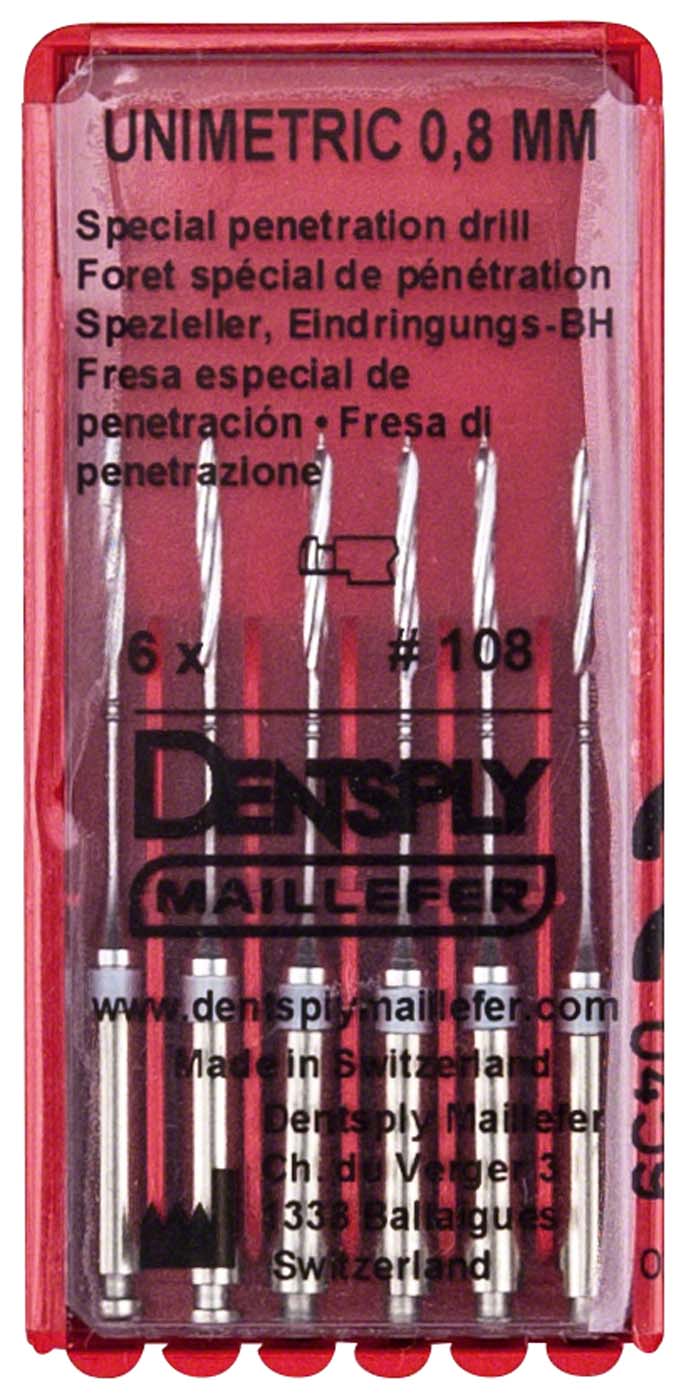 UNIMETRIC 0,8 MM
Special penetration drill
Foret spécial de pénétration
Spezieller, Eindringungs-BH
Fresa especial de
penetración • Fresa di
penetrazione
6 x # 108
DENTSPLY
MAILLEFER
www.dentsply-maillefer.com
Made in Switzerland
Dentsply Maillefer
Ch. du Verger 3
1338 Ballaigues
Switzerland